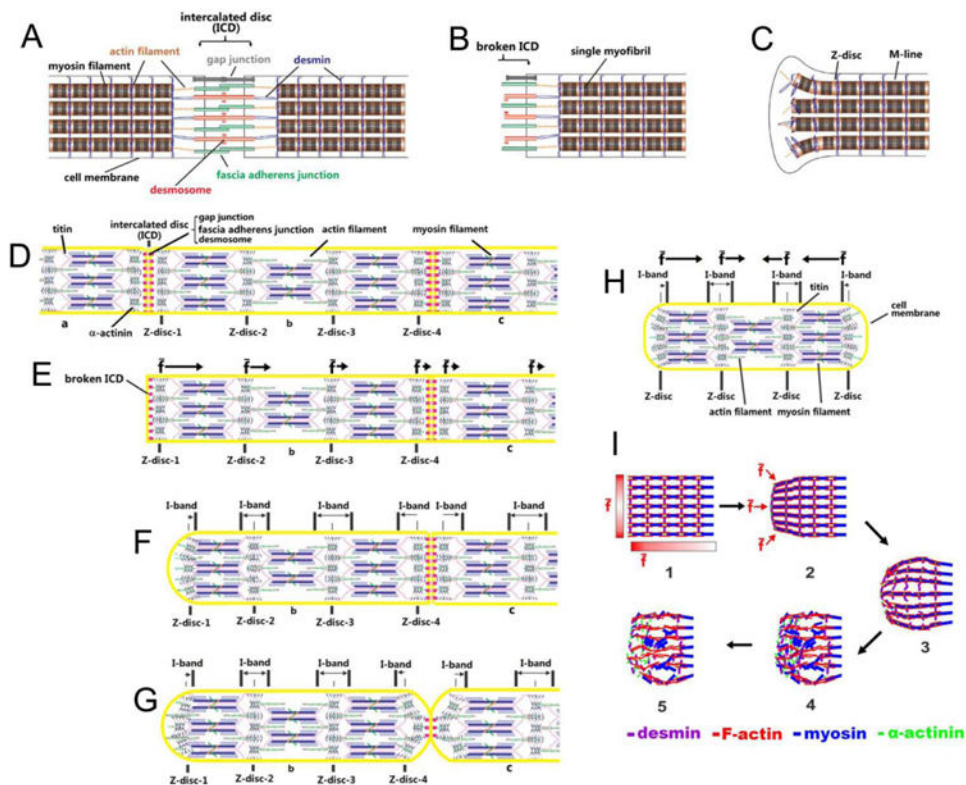 A
intercalated disc
(ICD)
actin filament
gap junction
desmin
myosin filament
cell membrane
desmosome
fascia adherens junction
B
broken ICD
single myofibril
C
Z-disc
M-line
D
titin
intercalated disc
(ICD)
gap junction
fascia adherens junction
desmosome
actin filament
myosin filament
a
α-actinin
Z-disc-1
Z-disc-2
b
Z-disc-3
Z-disc-4
c
E
broken ICD
f
f
f
f
f
f
Z-disc-1
Z-disc-2
b
Z-disc-3
Z-disc-4
c
F
I-band
I-band
I-band
I-band
I-band
I-band
Z-disc-1
Z-disc-2
b
Z-disc-3
Z-disc-4
c
G
I-band
I-band
I-band
I-band
I-band
I-band
Z-disc-1
Z-disc-2
b
Z-disc-3
Z-disc-4
c
H
f
f
f
f
I-band
I-band
I-band
I-band
titin
cell
membrane
Z-disc
Z-disc
Z-disc
Z-disc
actin filament
myosin filament
I
f
f
1
f
f
f
2
3
5
4
desmin F-actin myosin α-actinin